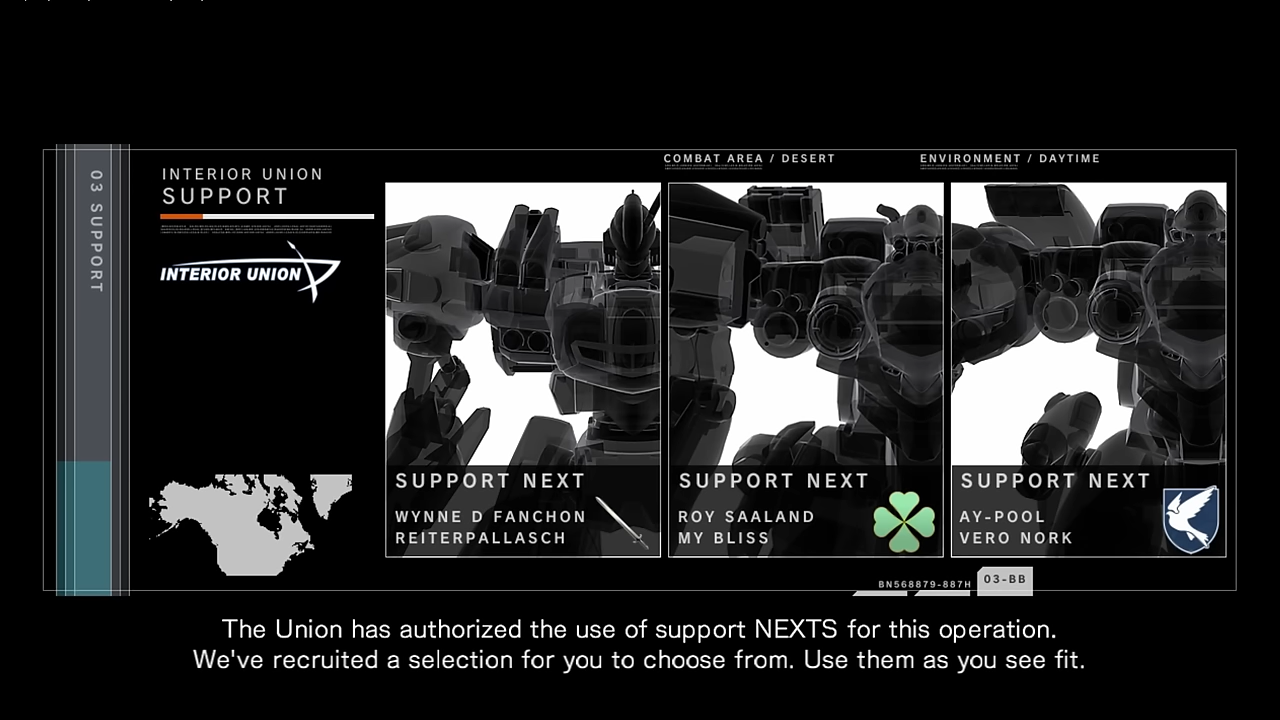 03 SUPPORT
INTERIOR UNION
SUPPORT
INTERIOR UNION
COMBAT AREA / DESERT
ENVIRONMENT / DAYTIME
SUPPORT NEXT
WYNNE D FANCHON
REITERPALLASCH
SUPPORT NEXT
ROY SAALAND
MY BLISS
SUPPORT NEXT
AY-POOL
VERO NORK
BN568879-887H
03-BB
The Union has authorized the use of support NEXTS for this operation.
We've recruited a selection for you to choose from. Use them as you see fit.